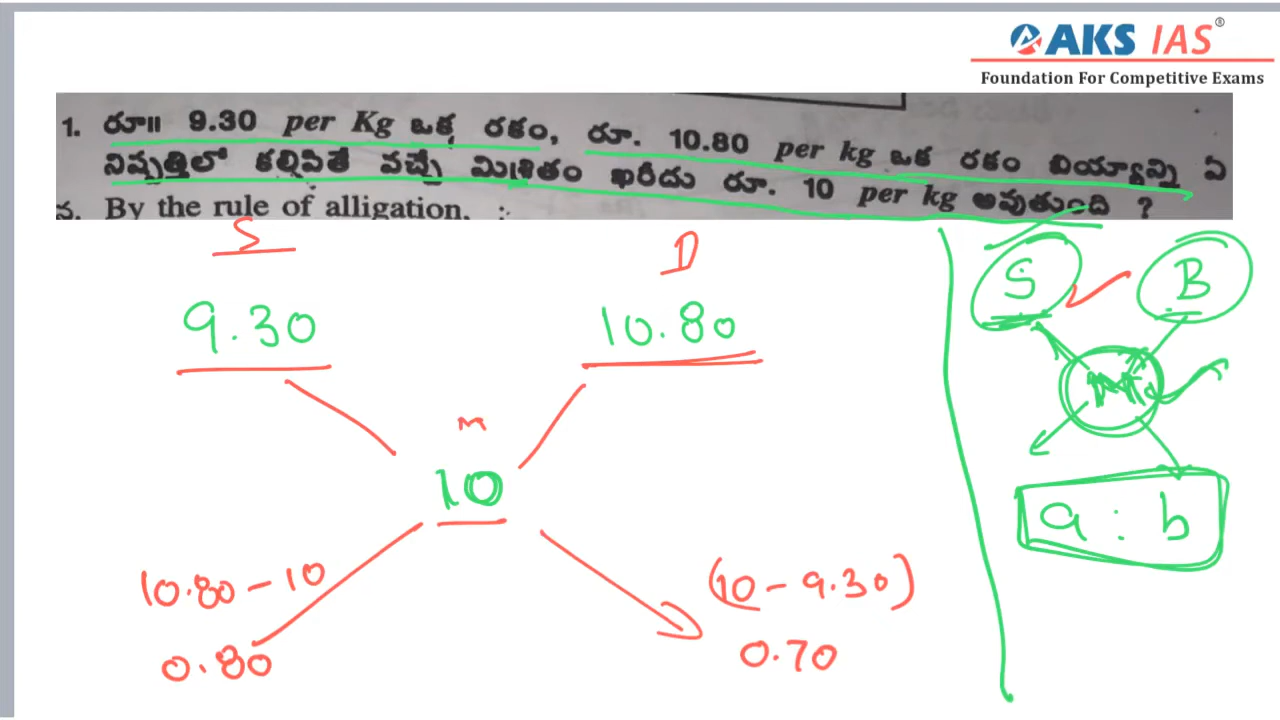 AKS IAS®
Foundation For Competitive Exams
1. రూ॥ 9.30 per Kg ఒక రకం, రూ. 10.80 per kg ఒక రకం బియ్యాన్ని ఏ
నిష్పత్తిలో కల్పితే వచ్చే మిశ్రితం ఖరీదు రూ. 10 per kg అవుతుంది ?
By the rule of alligation, :-
S
D
S B
9.30
10.80
M
m
10
a : b
10.80 - 10
(10 - 9.30)
0.80
0.70